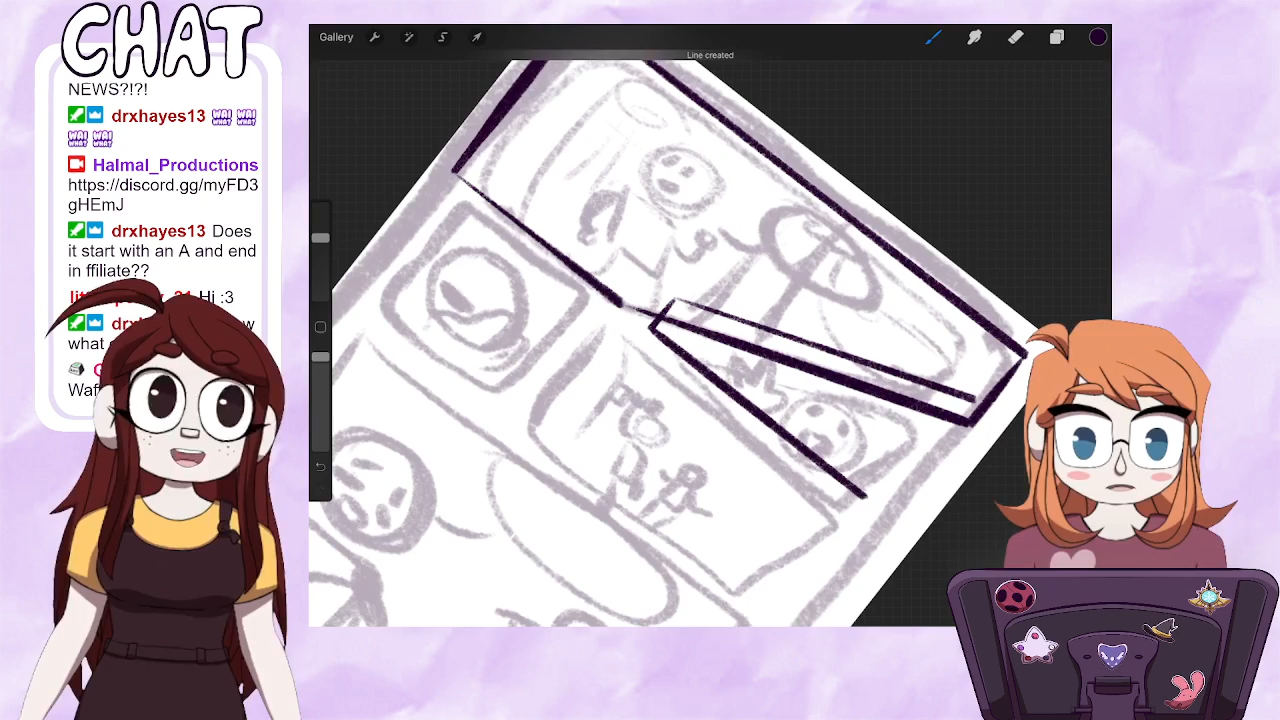 CHAT
NEWS?!?!
drxhayes13
Halmal_Productions
https://discord.gg/myFD3
gHEmJ
drxhayes13 Does
it start with an A and end
in ffiliate??
Hi :3
what
Gallery
Line created